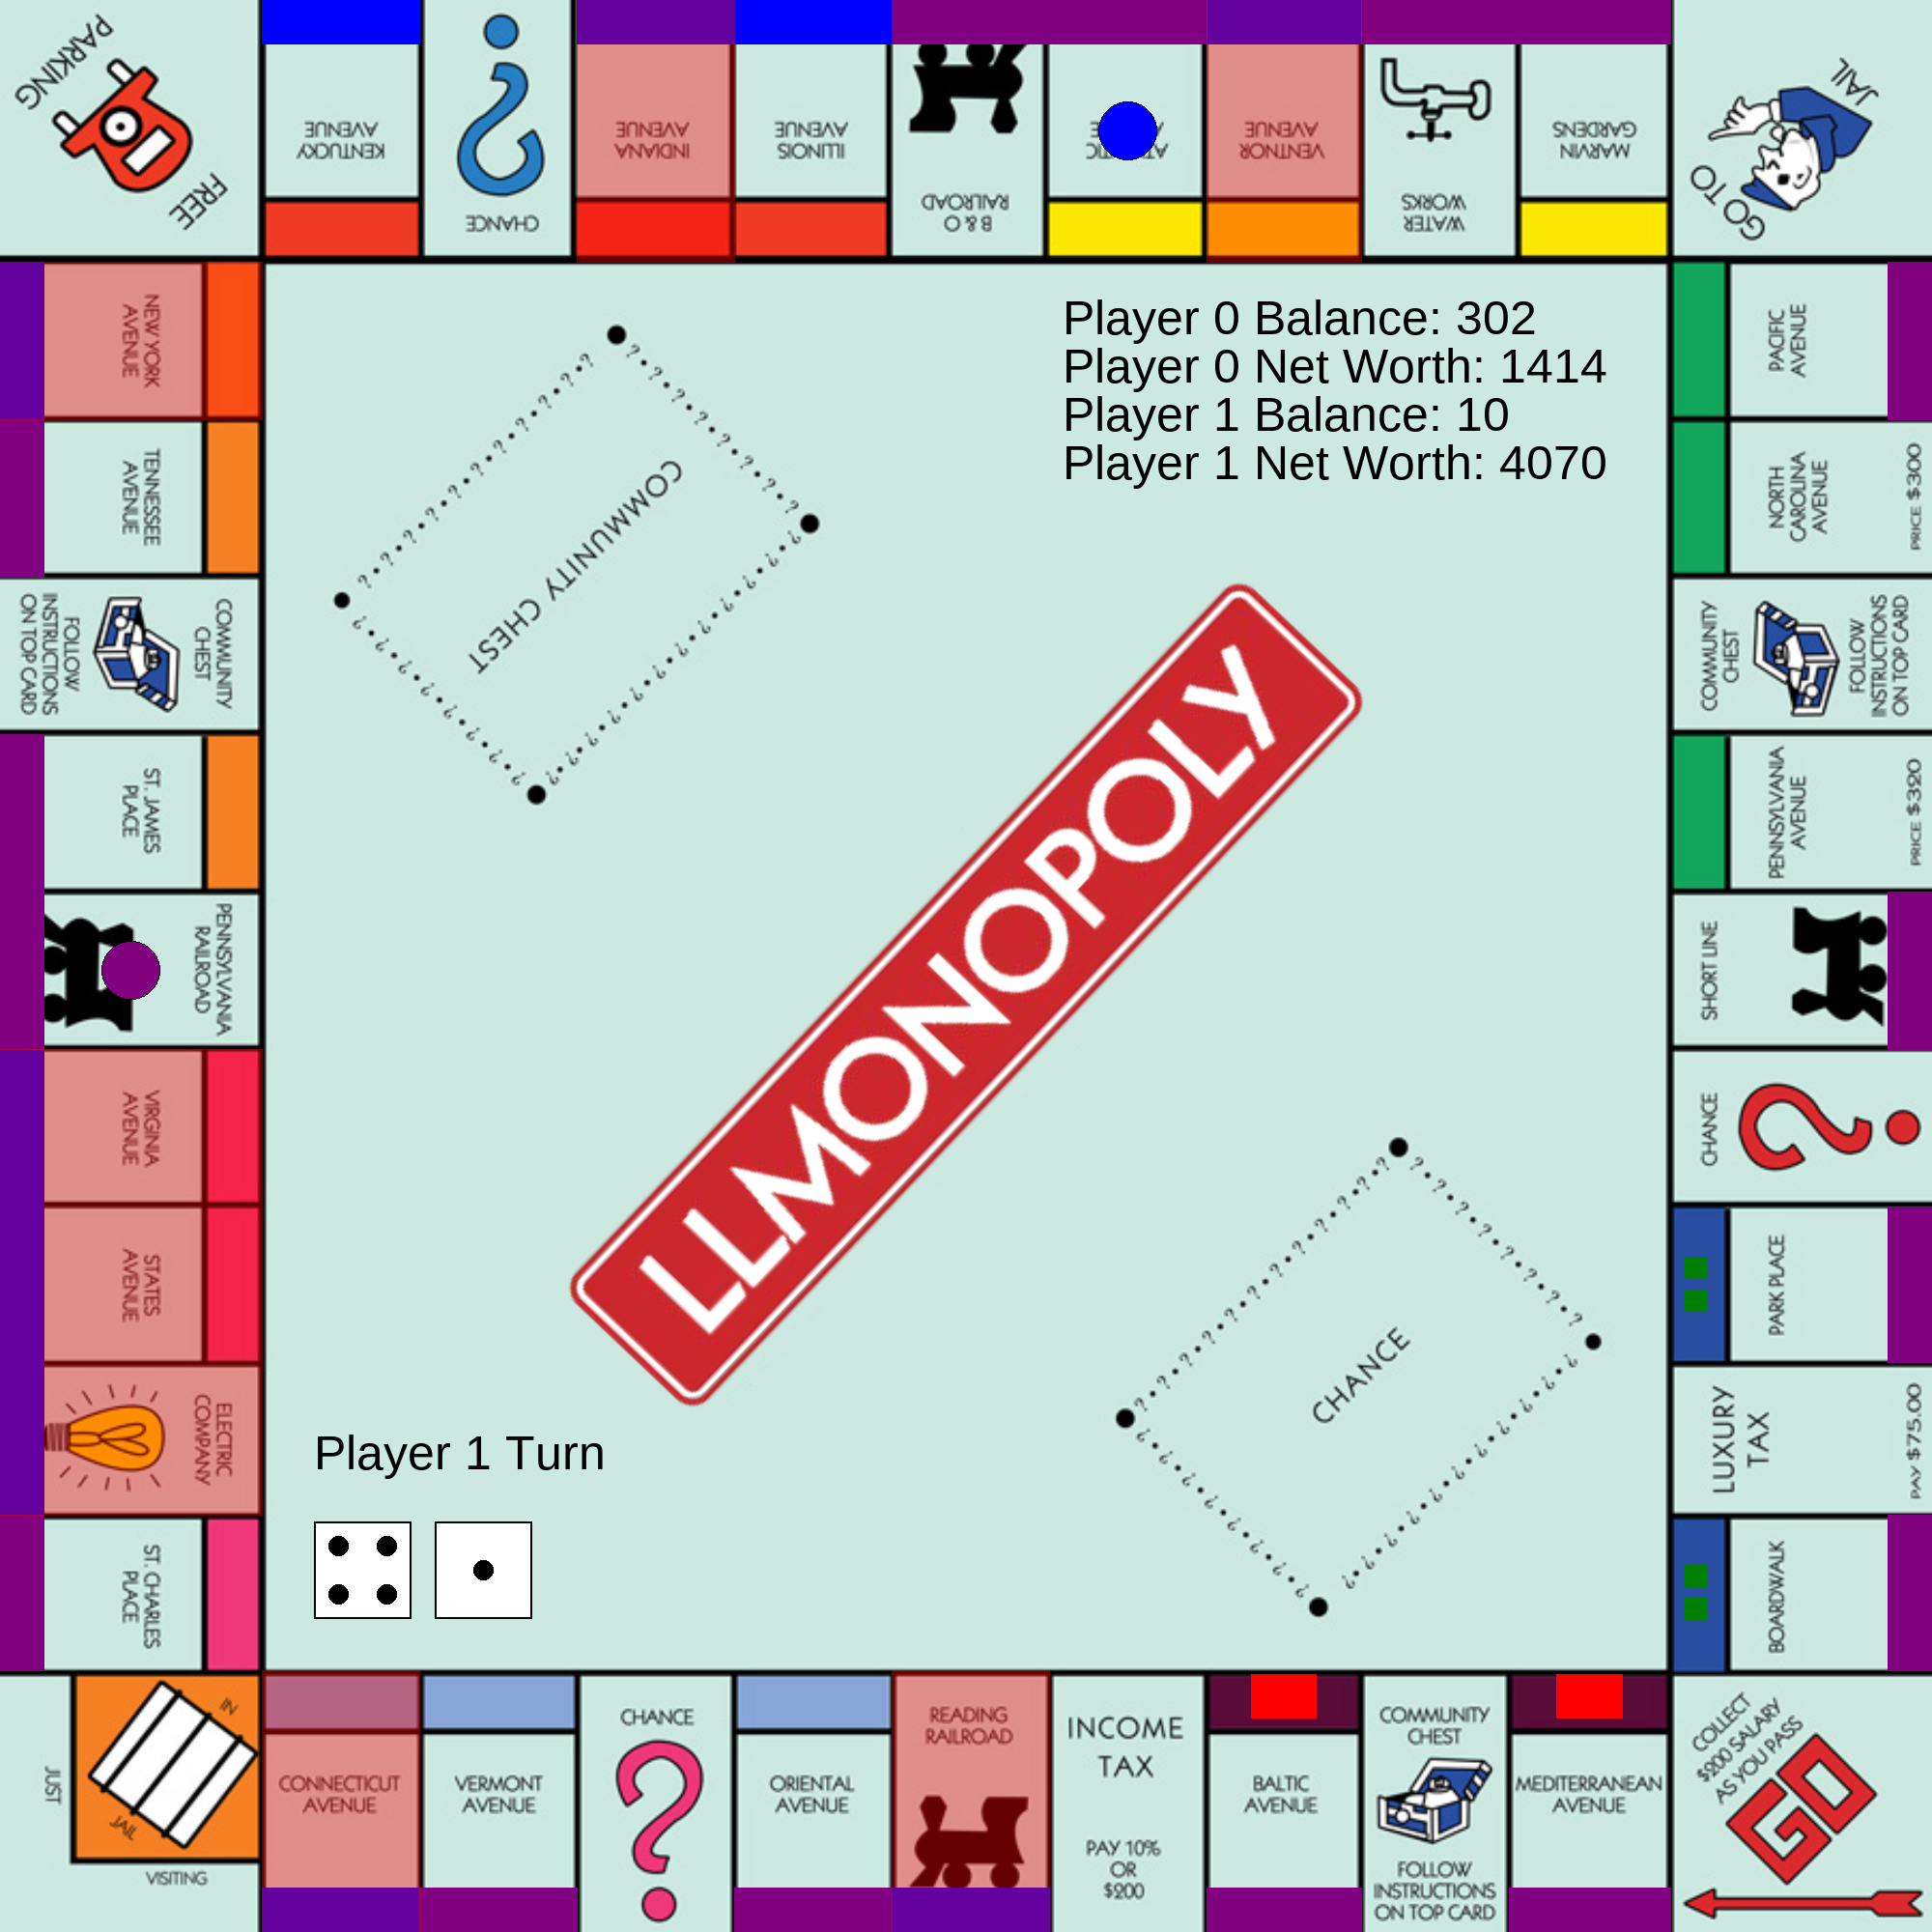 PARKING
FREE
KENTUCKY
AVENUE
CHANCE
INDIANA
AVENUE
ILLINOIS
AVENUE
B & O
RAILROAD
VENTNOR
AVENUE
WATER
WORKS
MARVIN
GARDENS
GO TO
JAIL
NEW YORK
AVENUE
TENNESSEE
AVENUE
COMMUNITY
CHEST
FOLLOW
INSTRUCTIONS
ON TOP CARD
ST. JAMES
PLACE
PENNSYLVANIA
RAILROAD
VIRGINIA
AVENUE
STATES
AVENUE
ELECTRIC
COMPANY
ST. CHARLES
PLACE
Player 0 Balance: 302
Player 0 Net Worth: 1414
Player 1 Balance: 10
Player 1 Net Worth: 4070
COMMUNITY CHEST
LLMONOPOLY
CHANCE
Player 1 Turn
PACIFIC
AVENUE
NORTH
CAROLINA
AVENUE
PRICE $300
COMMUNITY
CHEST
FOLLOW
INSTRUCTIONS
ON TOP CARD
PENNSYLVANIA
AVENUE
PRICE $320
SHORT LINE
CHANCE
PARK PLACE
LUXURY
TAX
PAY $75.00
BOARDWALK
JUST
VISITING
IN
JAIL
CONNECTICUT
AVENUE
VERMONT
AVENUE
CHANCE
ORIENTAL
AVENUE
READING
RAILROAD
INCOME
TAX
PAY 10%
OR
$200
BALTIC
AVENUE
COMMUNITY
CHEST
FOLLOW
INSTRUCTIONS
ON TOP CARD
MEDITERRANEAN
AVENUE
COLLECT
$200 SALARY
AS YOU PASS
GO